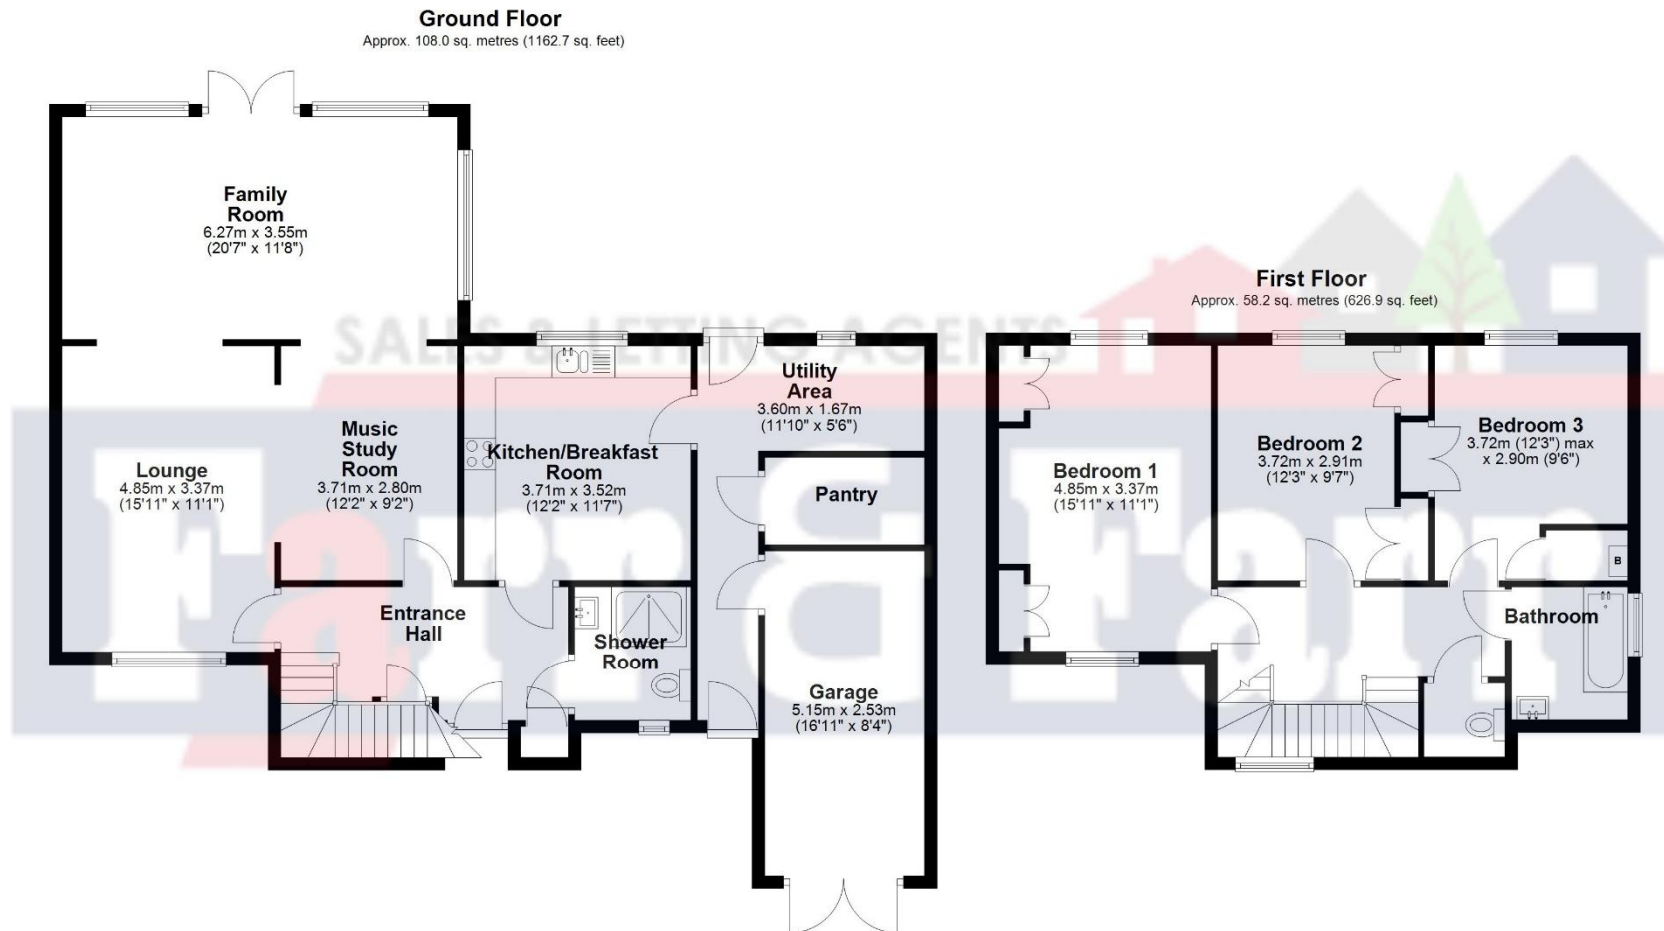 Ground Floor
Approx. 108.0 sq. metres (1162.7 sq. feet)
Family
Room
6.27m x 3.55m
(20'7" x 11'8")
First Floor
Approx. 58.2 sq. metres (626.9 sq. feet)
SALES & LETTING AGENTS
Utility
Area
3.60m x 1.67m
(11'10" x 5'6")
Music
Study
Room
3.71m x 2.80m
(12'2" x 9'2")
Kitchen/Breakfast
Room
3.71m x 3.52m
(12'2" x 11'7")
Lounge
4.85m x 3.37m
(15'11" x 11'1")
Pantry
Bedroom 1
4.85m x 3.37m
(15'11" x 11'1")
Bedroom 2
3.72m x 2.91m
(12'3" x 9'7")
Bedroom 3
3.72m (12'3") max
x 2.90m (9'6")
B
Farr & Farr
Entrance
Hall
Shower
Room
Garage
5.15m x 2.53m
(16'11" x 8'4")
Bathroom